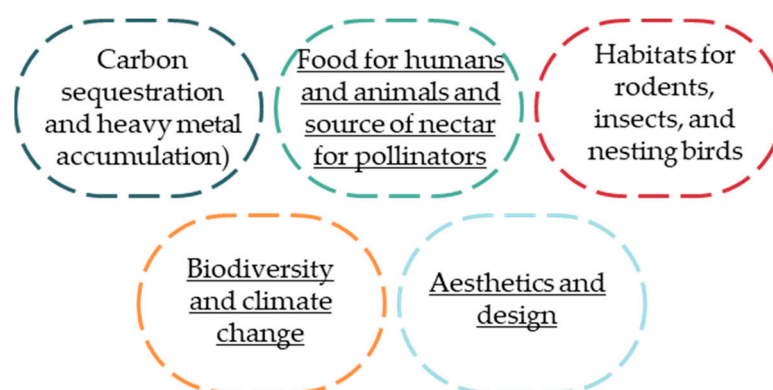 Carbon
sequestration
and heavy metal
accumulation)
Food for humans
and animals and
source of nectar
for pollinators
Habitats for
rodents,
insects, and
nesting birds
Biodiversity
and climate
change
Aesthetics and
design